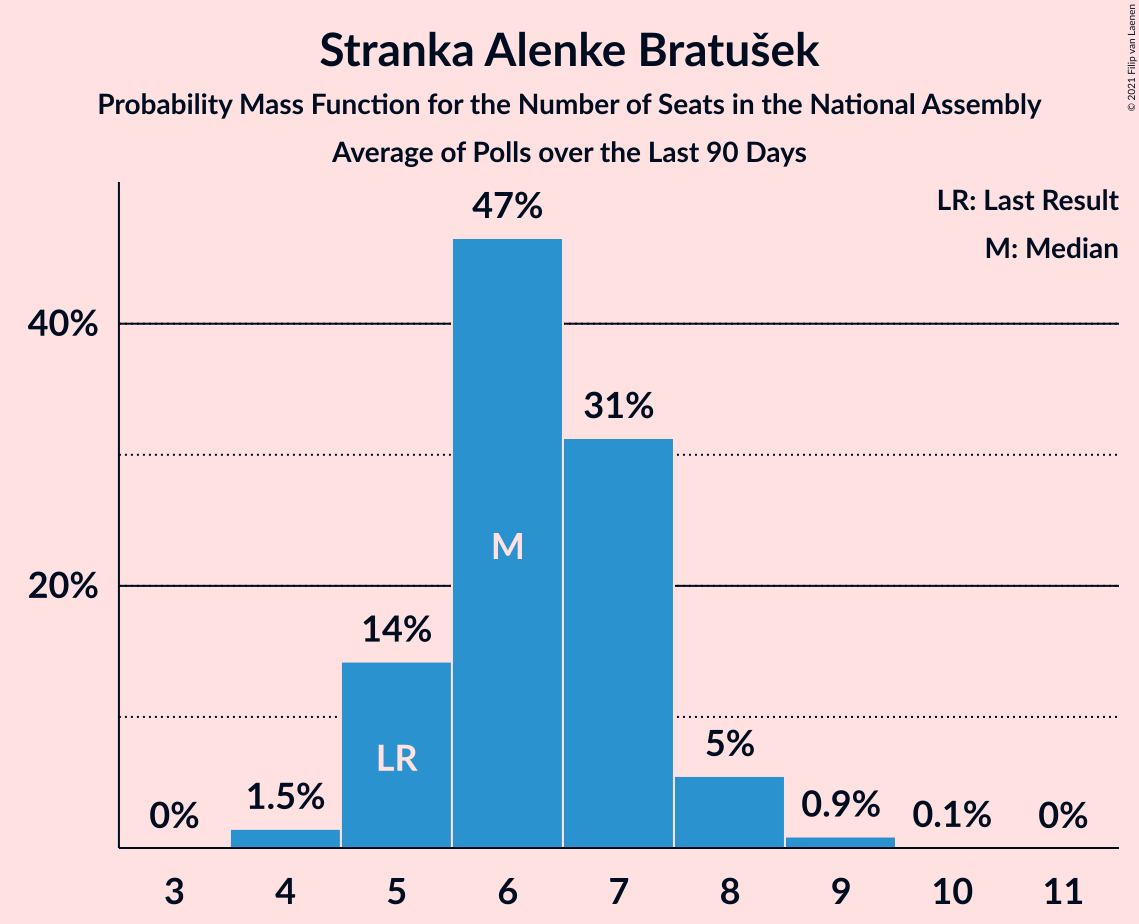 Stranka Alenke Bratušek
Probability Mass Function for the Number of Seats in the National Assembly
Average of Polls over the Last 90 Days
© 2021 Filip van Laenen
LR: Last Result
M: Median
47%
40%
31%
M
20%
14%
LR
5%
1.5%
0.9%
0%
0.1%
0%
3 4 5 6 7 8 9 10 11